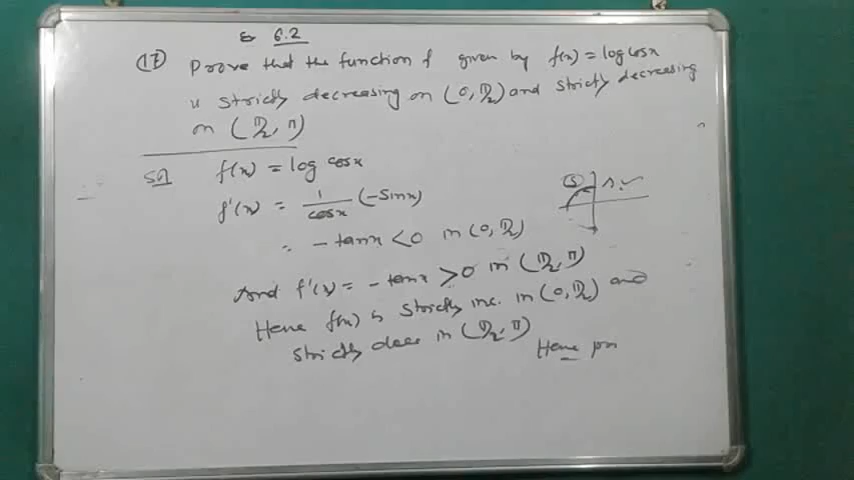 Ex 6.2
(17) Prove that the function f given by f(x) = log cosx
is strictly decreasing on (0, π/2) and strictly decreasing
on (π/2, π)
Sol f(x) = log cosx
f'(x) = 1/cosx (-sinx)
= -tanx < 0 in (0, π/2)
And f'(x) = -tanx > 0 in (π/2, π)
Hence f(x) is strictly inc. in (0, π/2) and
strictly dece in (π/2, π)
Hence pro